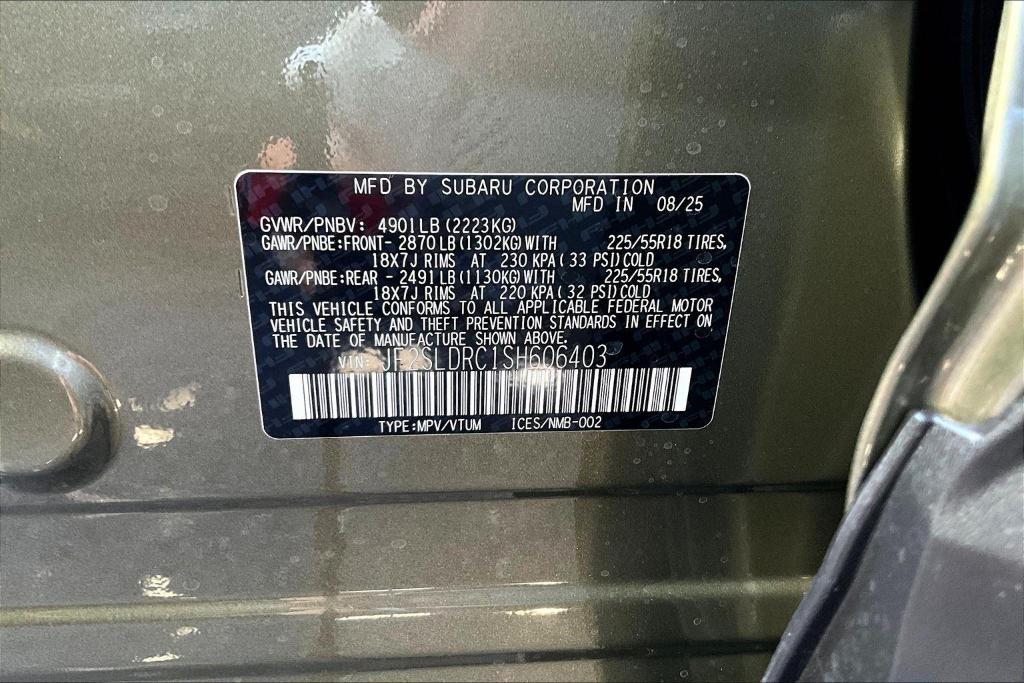 MFD BY SUBARU CORPORATION
MFD IN 08/25
GVWR/PNBV: 4901LB (2223KG)
GAWR/PNBE:FRONT- 2870 LB (1302KG) WITH 225/55R18 TIRES,
18X7J RIMS AT 230 KPA ( 33 PSI) COLD
GAWR/PNBE:REAR - 2491 LB (1130KG) WITH 225/55R18 TIRES,
18X7J RIMS AT 220 KPA ( 32 PSI) COLD
THIS VEHICLE CONFORMS TO ALL APPLICABLE FEDERAL MOTOR
VEHICLE SAFETY AND THEFT PREVENTION STANDARDS IN EFFECT ON
THE DATE OF MANUFACTURE SHOWN ABOVE.
VIN: JF2SLDRC1SH606403
TYPE:MPV/VTUM ICES/NMB-002